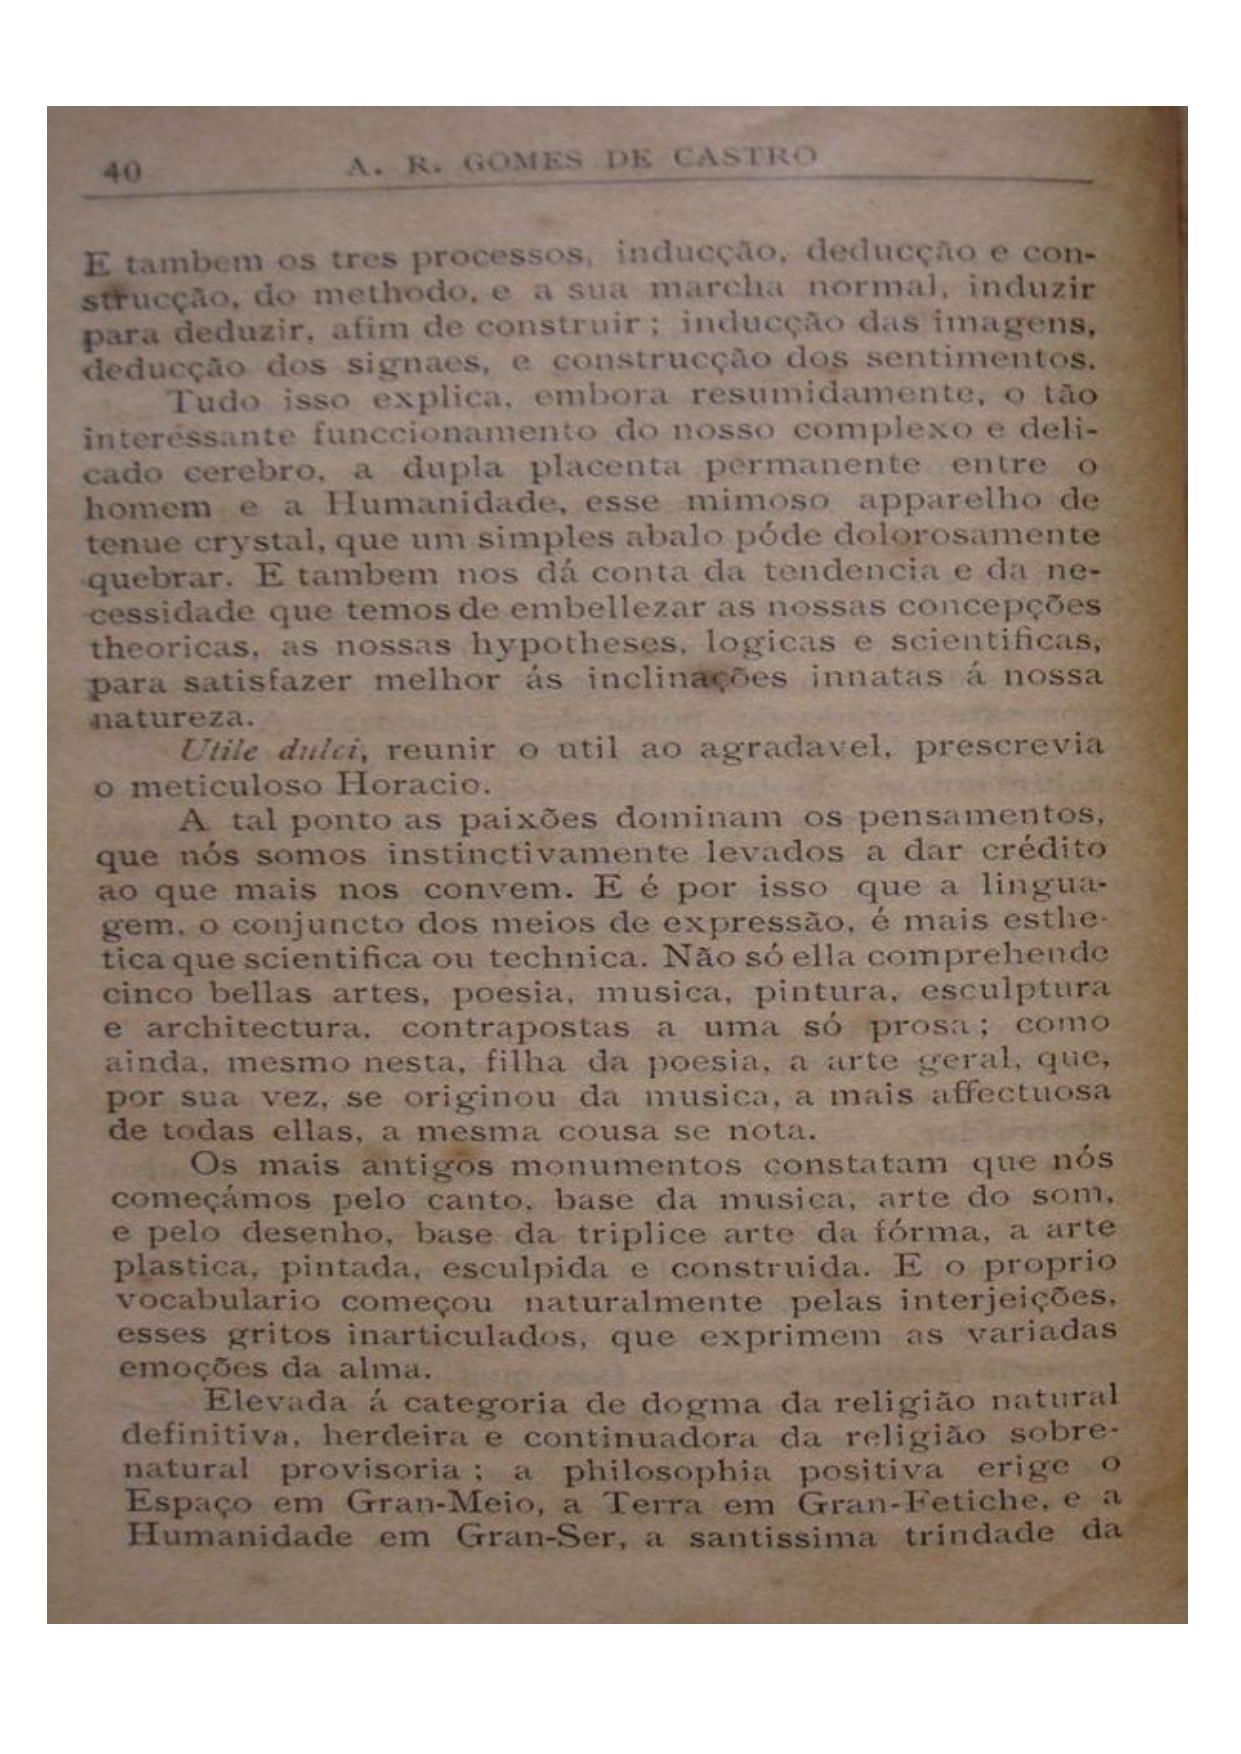 40 A. R. GOMES DE CASTRO
E tambem os tres processos, inducção, deducção e con-
strucção, do methodo, e a sua marcha normal, induzir
para deduzir, afim de construir ; inducção das imagens,
deducção dos signaes, e construcção dos sentimentos.
Tudo isso explica, embora resumidamente, o tão
interéssante funccionamento do nosso complexo e deli-
cado cerebro, a dupla placenta permanente entre o
homem e a Humanidade, esse mimoso apparelho de
tenue crystal, que um simples abalo póde dolorosamente
quebrar. E tambem nos dá conta da tendencia e da ne-
cessidade que temos de embellezar as nossas concepções
theoricas, as nossas hypotheses, logicas e scientificas,
para satisfazer melhor ás inclinações innatas á nossa
natureza.
Utile dulci, reunir o util ao agradavel, prescrevia
o meticuloso Horacio.
A tal ponto as paixões dominam os pensamentos,
que nós somos instinctivamente levados a dar crédito
ao que mais nos convem. E é por isso que a lingua-
gem, o conjuncto dos meios de expressão, é mais esthe-
tica que scientifica ou technica. Não só ella comprehende
cinco bellas artes, poesia, musica, pintura, esculptura
e architectura, contrapostas a uma só prosa ; como
ainda, mesmo nesta, filha da poesia, a arte geral, que,
por sua vez, se originou da musica, a mais affectuosa
de todas ellas, a mesma cousa se nota.
Os mais antigos monumentos constatam que nós
começámos pelo canto, base da musica, arte do som,
e pelo desenho, base da triplice arte da fórma, a arte
plastica, pintada, esculpida e construida. E o proprio
vocabulario começou naturalmente pelas interjeições,
esses gritos inarticulados, que exprimem as variadas
emoções da alma.
Elevada á categoria de dogma da religião natural
definitiva, herdeira e continuadora da religião sobre-
natural provisoria ; a philosophia positiva erige o
Espaço em Gran-Meio, a Terra em Gran-Fetiche, e a
Humanidade em Gran-Ser, a santissima trindade da